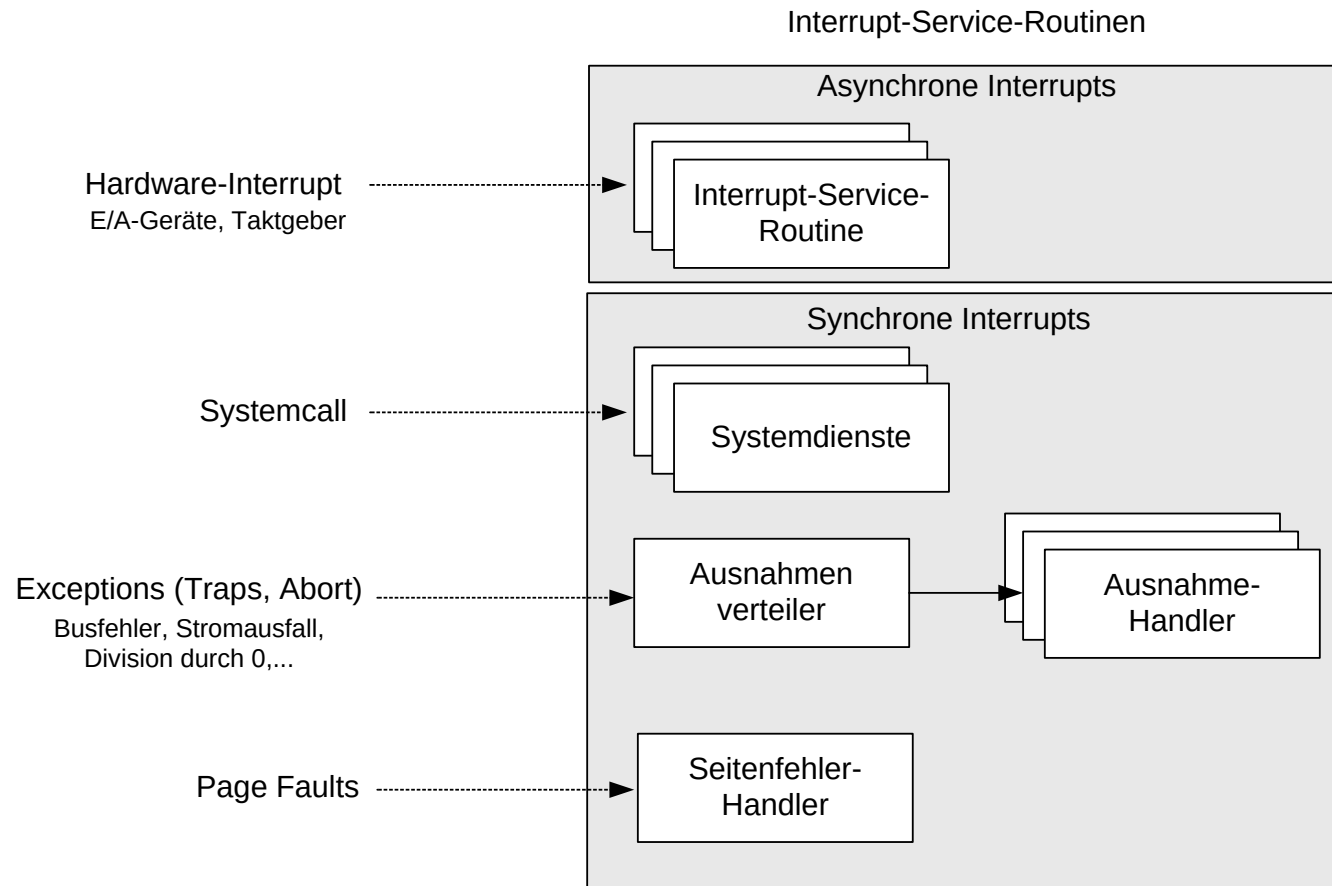 Interrupt-Service-Routinen
Asynchrone Interrupts
Hardware-Interrupt
E/A-Geräte, Taktgeber
Interrupt-Service-
Routine
Synchrone Interrupts
Systemcall
Systemdienste
Exceptions (Traps, Abort)
Busfehler, Stromausfall,
Division durch 0,...
Ausnahmen
verteiler
Ausnahme-
Handler
Page Faults
Seitenfehler-
Handler